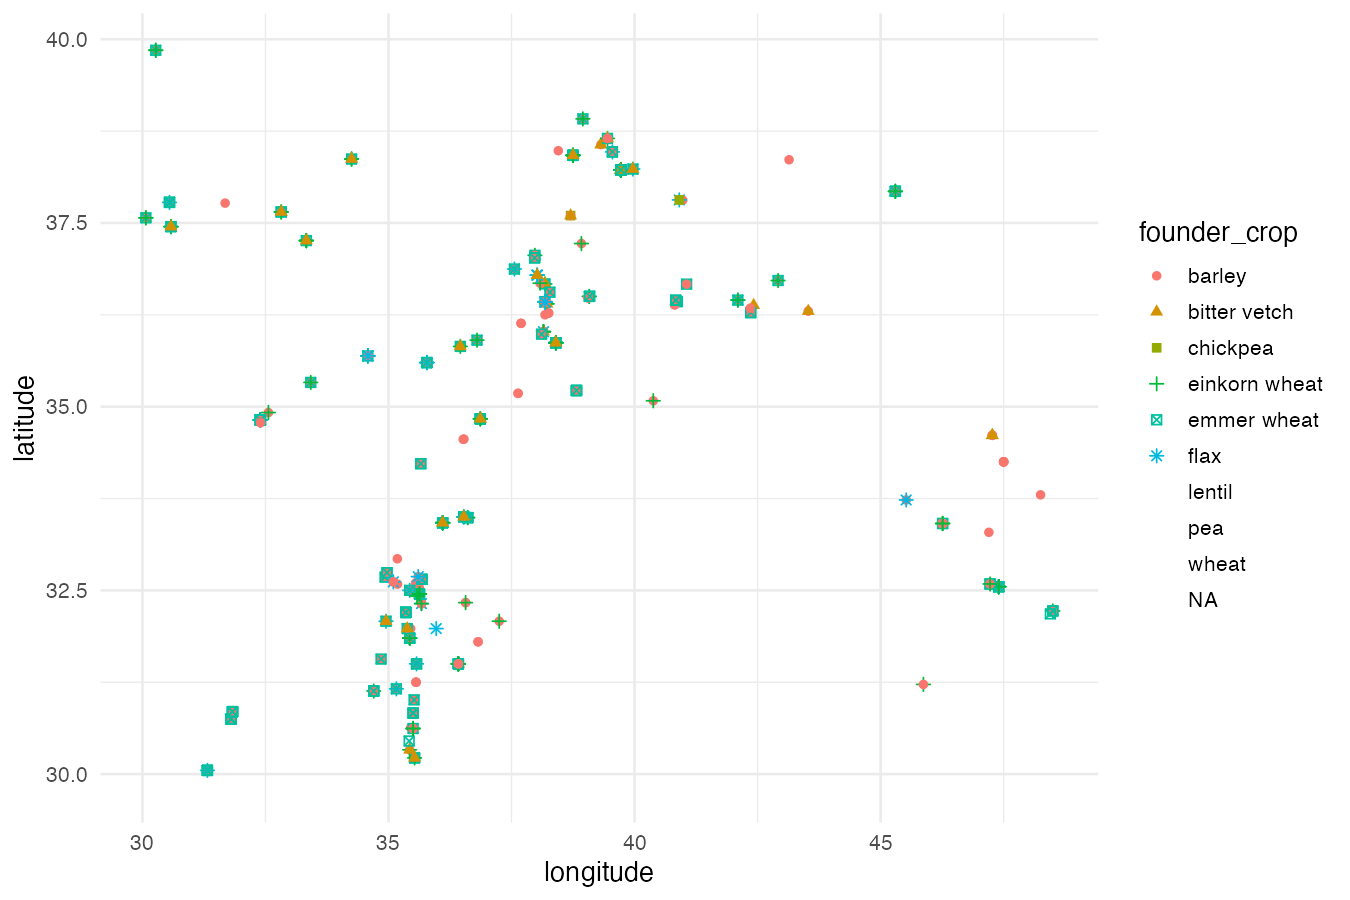 40.0
37.5
35.0
32.5
30.0
latitude
30
35
40
45
longitude
founder_crop
barley
bitter vetch
chickpea
einkorn wheat
emmer wheat
flax
lentil
pea
wheat
NA